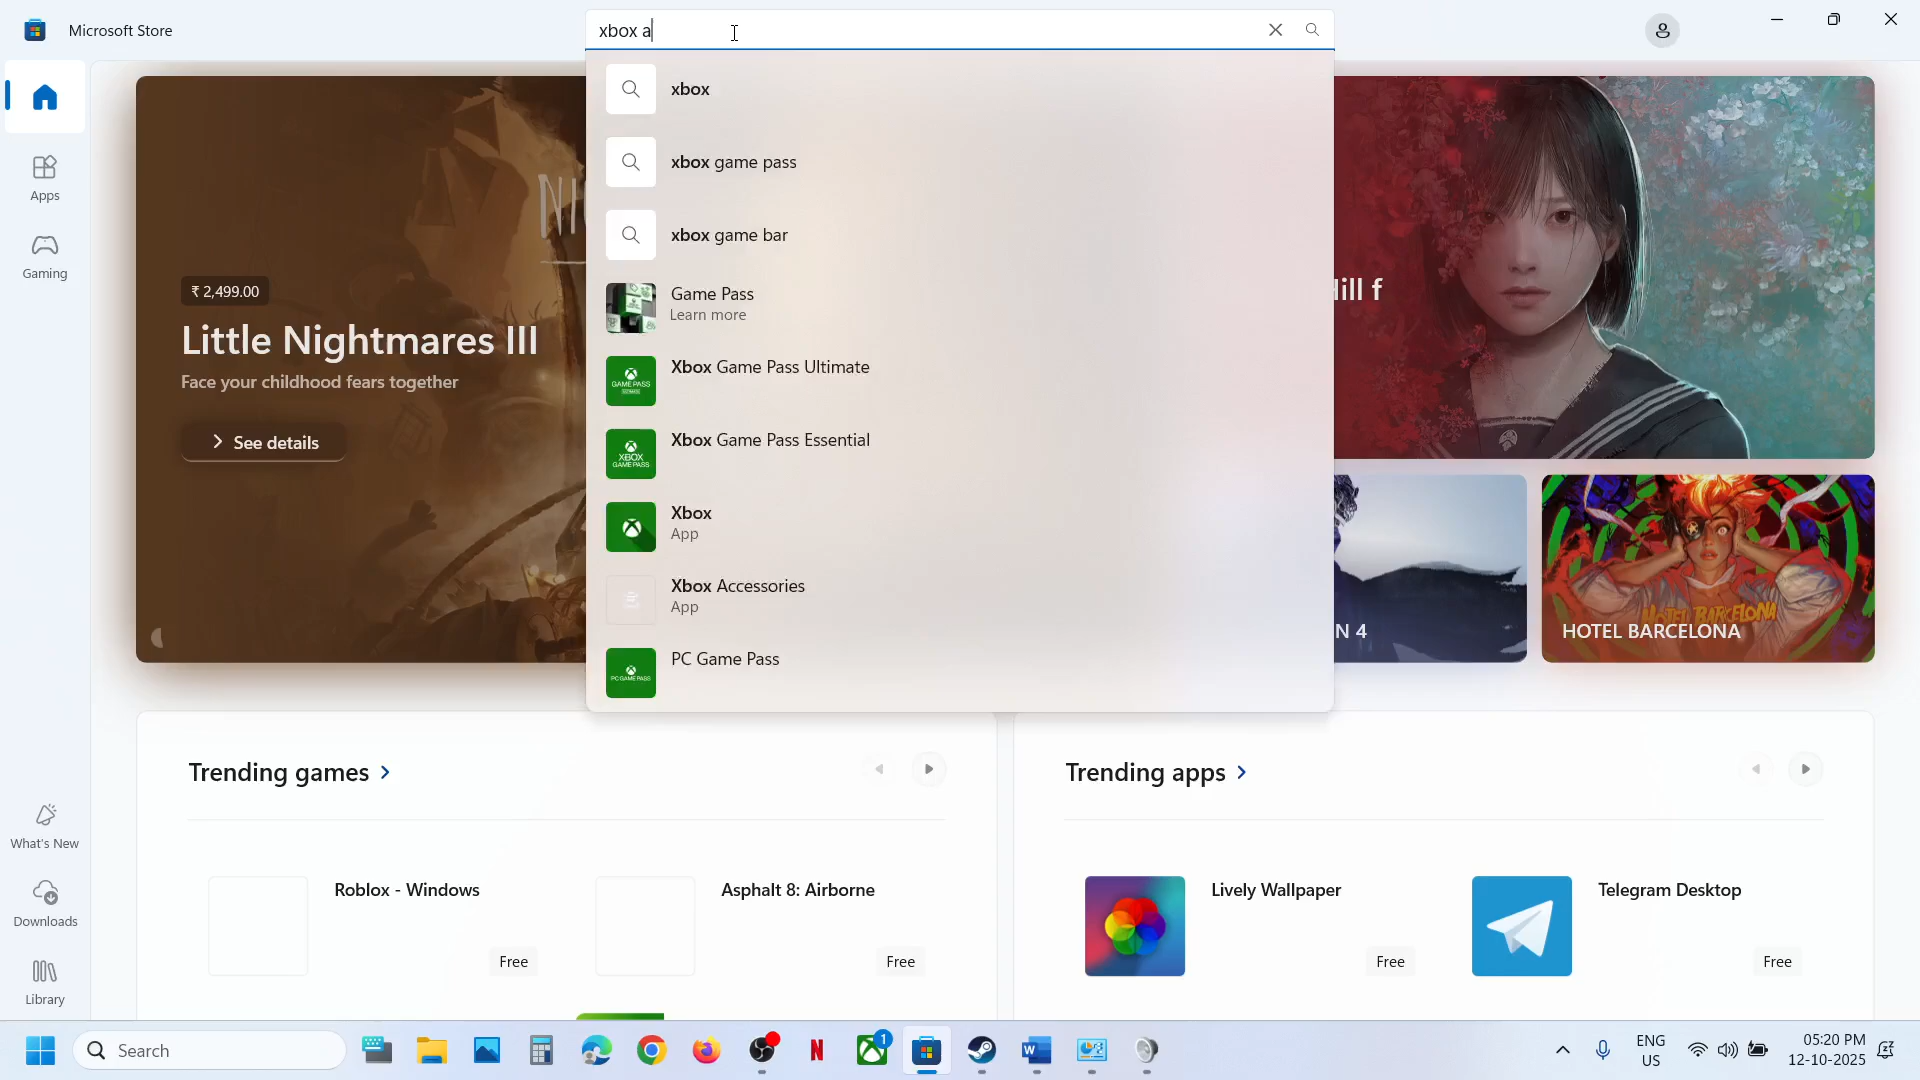 Microsoft Store
xbox a
Apps
Gaming
What's New
Downloads
Library
xbox
xbox game pass
xbox game bar
Game Pass
Learn more
Xbox Game Pass Ultimate
Xbox Game Pass Essential
Xbox
App
Xbox Accessories
App
PC Game Pass
₹ 2,499.00
Little Nightmares III
Face your childhood fears together
See details
Hill f
N 4
HOTEL BARCELONA
Trending games
Trending apps
Roblox - Windows
Free
Asphalt 8: Airborne
Free
Lively Wallpaper
Free
Telegram Desktop
Free
Search
1
ENG
US
05:20 PM
12-10-2025